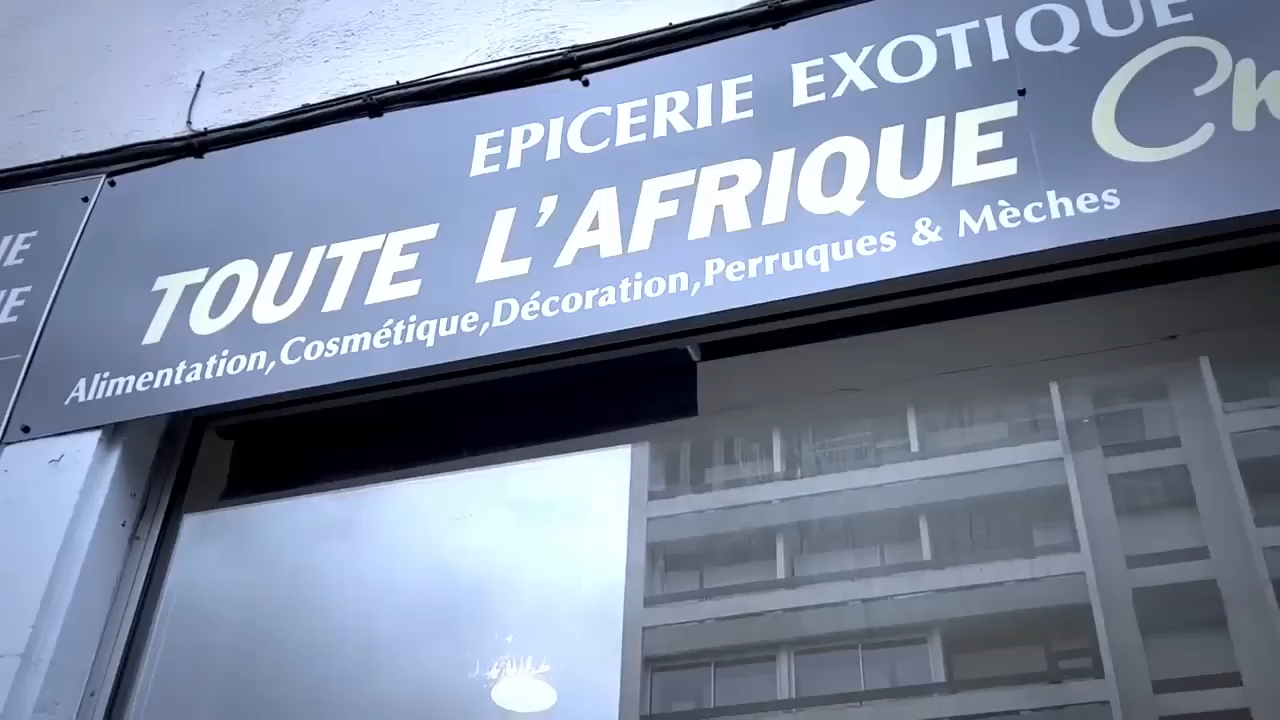 EPICERIE EXOTIQUE
TOUTE L'AFRIQUE
Alimentation,Cosmétique,Décoration,Perruques & Mèches